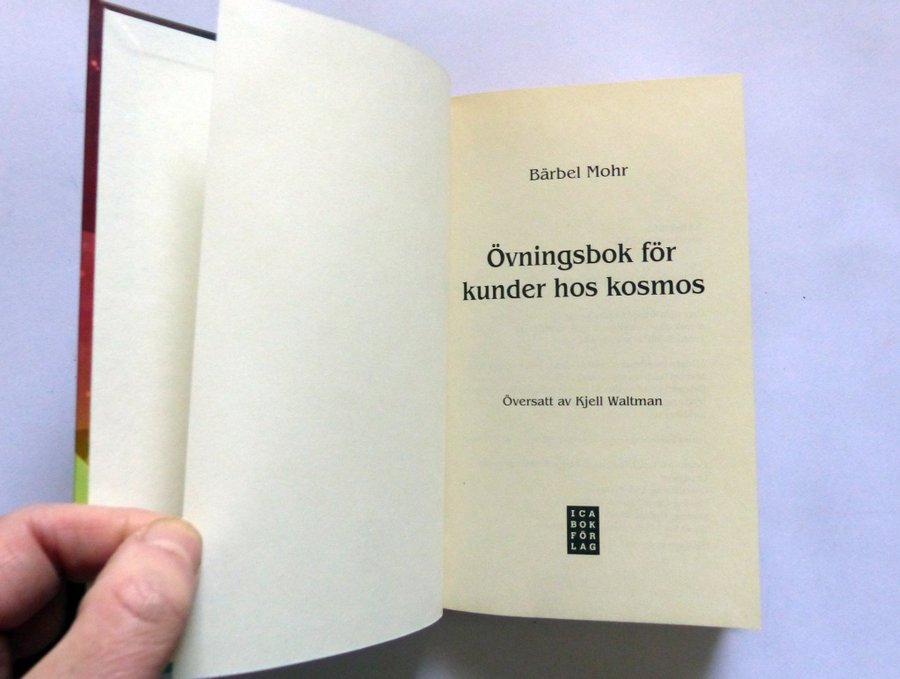 Bärbel Mohr
Övningsbok för
kunder hos kosmos
Översatt av Kjell Waltman
ICA
BOK
FÖR
LAG